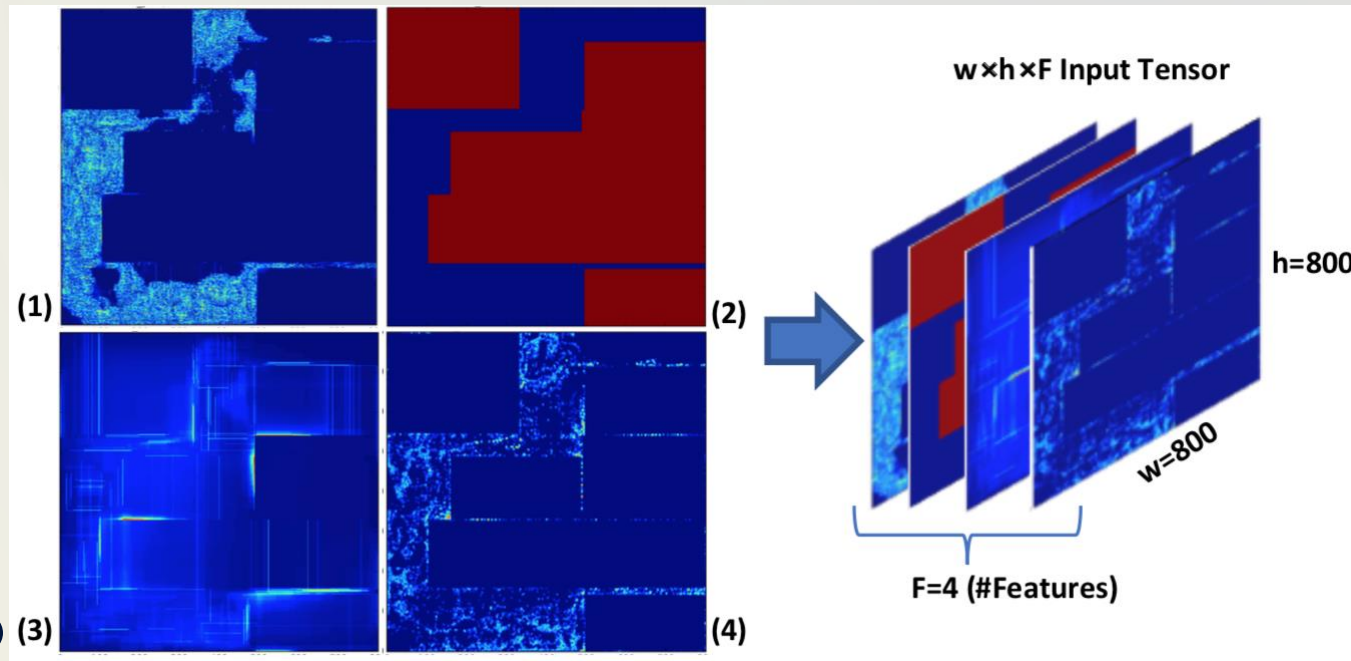 (1)
(2)
(3)
(4)
w×h×F Input Tensor
h=800
w=800
F=4 (#Features)